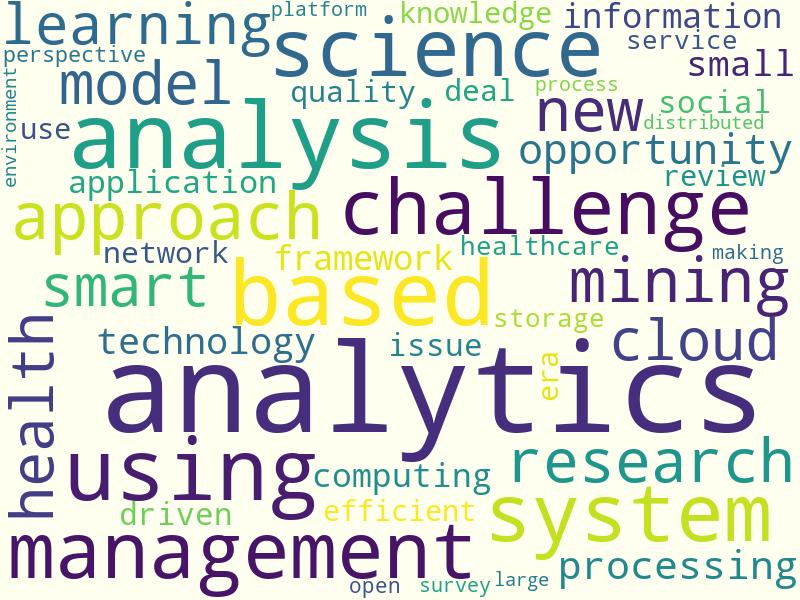 learning
platform
knowledge
information
perspective
science
service
small
model
quality
deal
process
new
social
distributed
environment
use
analysis
opportunity
application
review
approach
challenge
network
framework
healthcare
making
smart
based
mining
storage
technology
issue
cloud
era
health
analytics
using
computing
research
driven
efficient
system
management
processing
open
survey
large